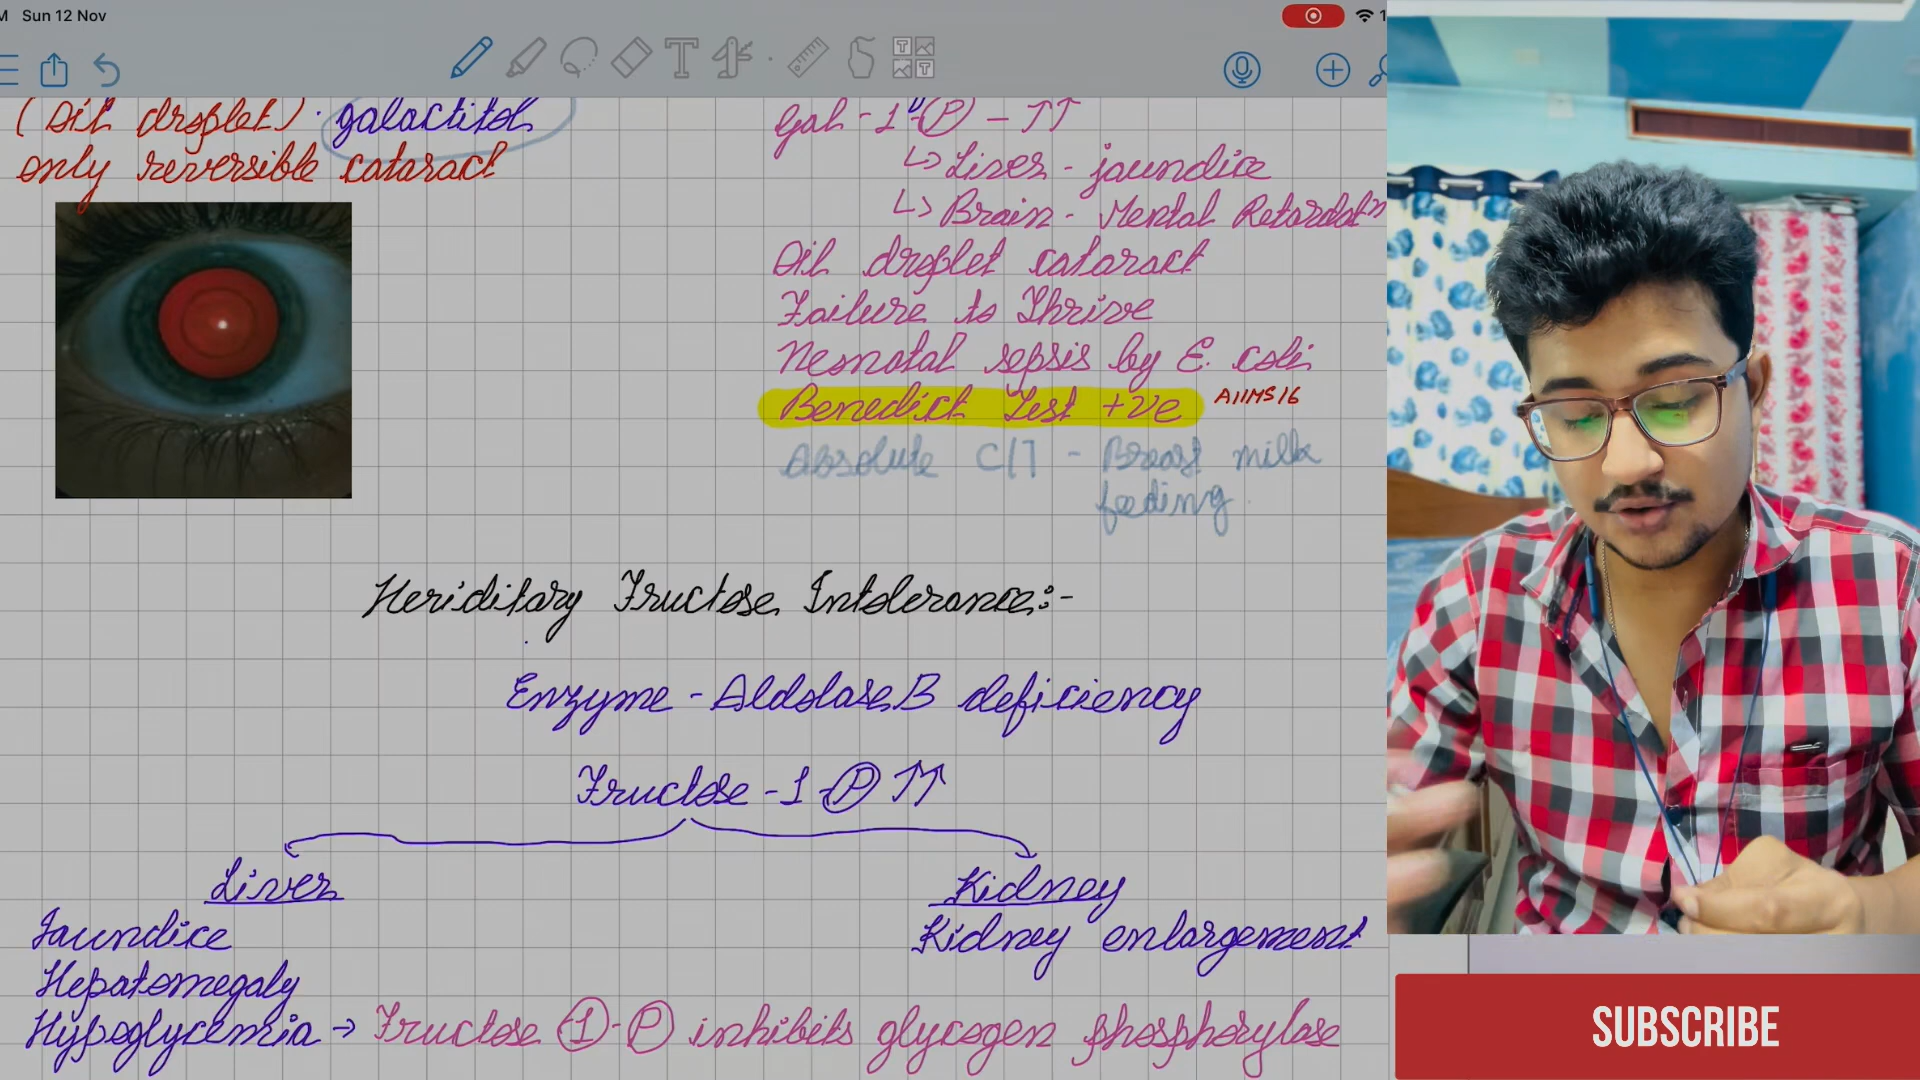 M Sun 12 Nov
1
(Oil droplet) · galactitol
only reversible cataract
Gal-1-(P) - ↑↑
↳ Liver - jaundice
↳ Brain - Mental Retardatn
Oil droplet cataract
Failure to Thrive
Neonatal sepsis by E. coli
Benedict Test +ve AIIMS16
Absolute C/I - Breast milk
feeding.
Heriditary Fructose Intolerance:-
Enzyme - Aldolase B deficiency
Fructose-1-(P) ↑↑
Liver
Jaundice
Hepatomegaly
Kidney
Kidney enlargement
Hypoglycemia → Fructose (1)-(P) inhibits glycogen phosphorylase
SUBSCRIBE